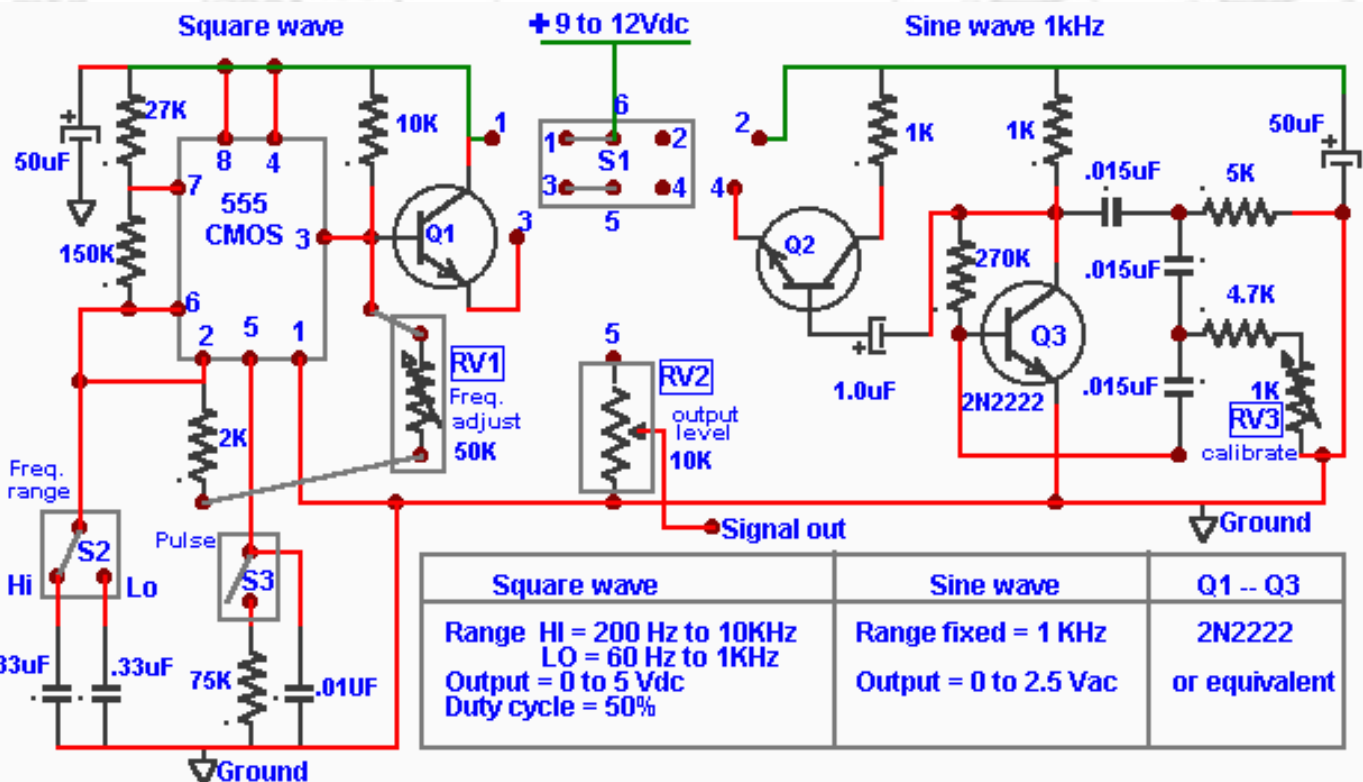 Square wave
+ 9 to 12Vdc
Sine wave 1kHz
27K
10K
1
6
1
2
S1
3
4
5
2
1K
1K
50uF
50uF
8
4
7
555
CMOS
3
Q1
3
4
.015uF
5K
Q2
270K
150K
.015uF
4.7K
6
2
5
1
Q3
RV1
Freq.
adjust
50K
5
RV2
output
level
10K
1.0uF
2N2222
.015uF
1K
RV3
calibrate
2K
Freq.
range
Signal out
Ground
Pulse
S2
Hi
Lo
S3
33uF
.33uF
75K
.01UF
Ground
Square wave
Sine wave
Q1 -- Q3
Range HI = 200 Hz to 10KHz
LO = 60 Hz to 1KHz
Output = 0 to 5 Vdc
Duty cycle = 50%
Range fixed = 1 KHz
Output = 0 to 2.5 Vac
2N2222
or equivalent